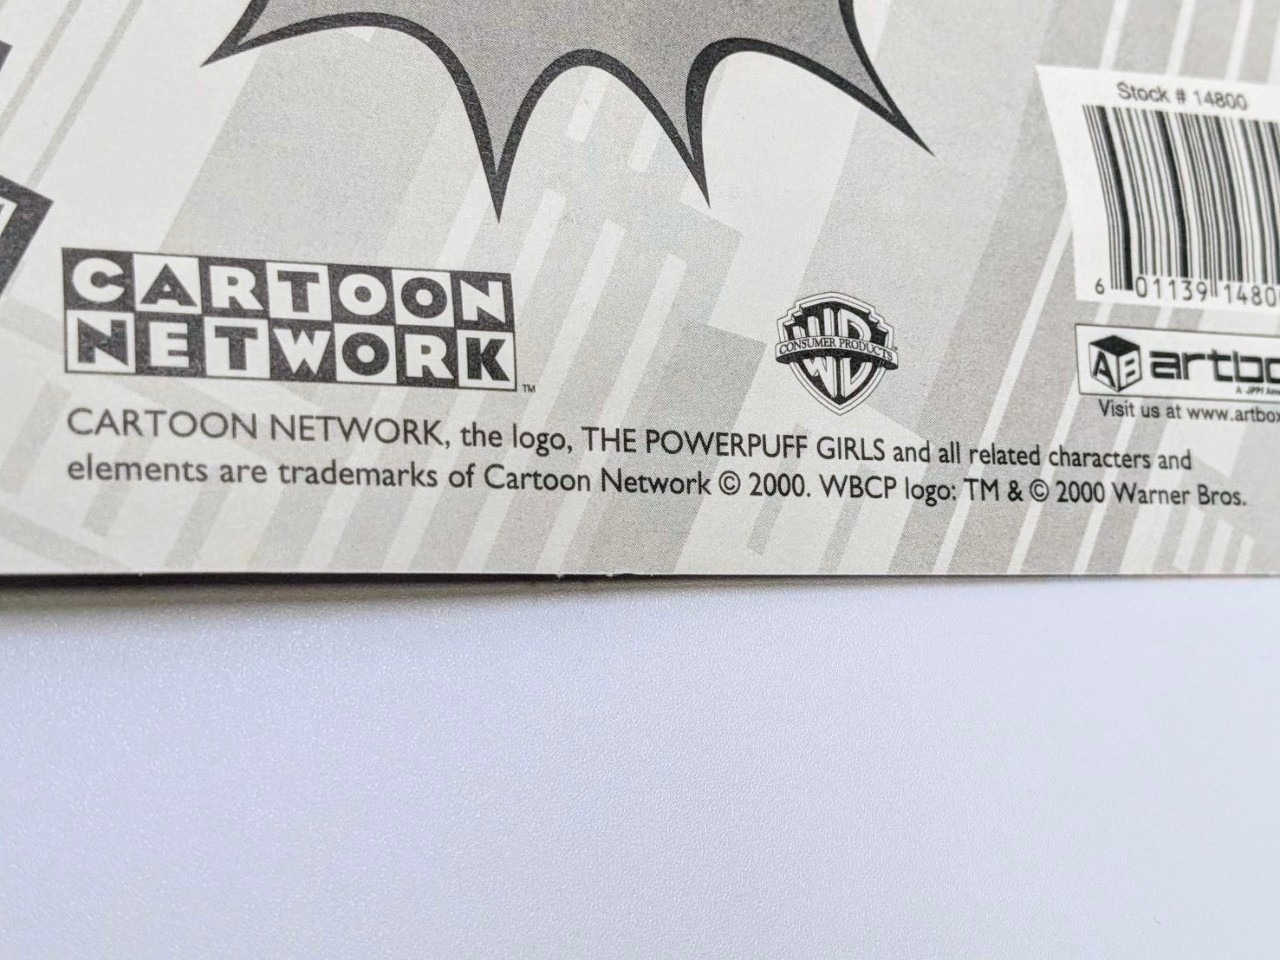 Stock # 14800
6 01139 1480
CARTOON
NETWORK
TM
WB
CONSUMER PRODUCTS
AB artbo
Visit us at www.artbox
CARTOON NETWORK, the logo, THE POWERPUFF GIRLS and all related characters and
elements are trademarks of Cartoon Network © 2000. WBCP logo: TM & © 2000 Warner Bros.